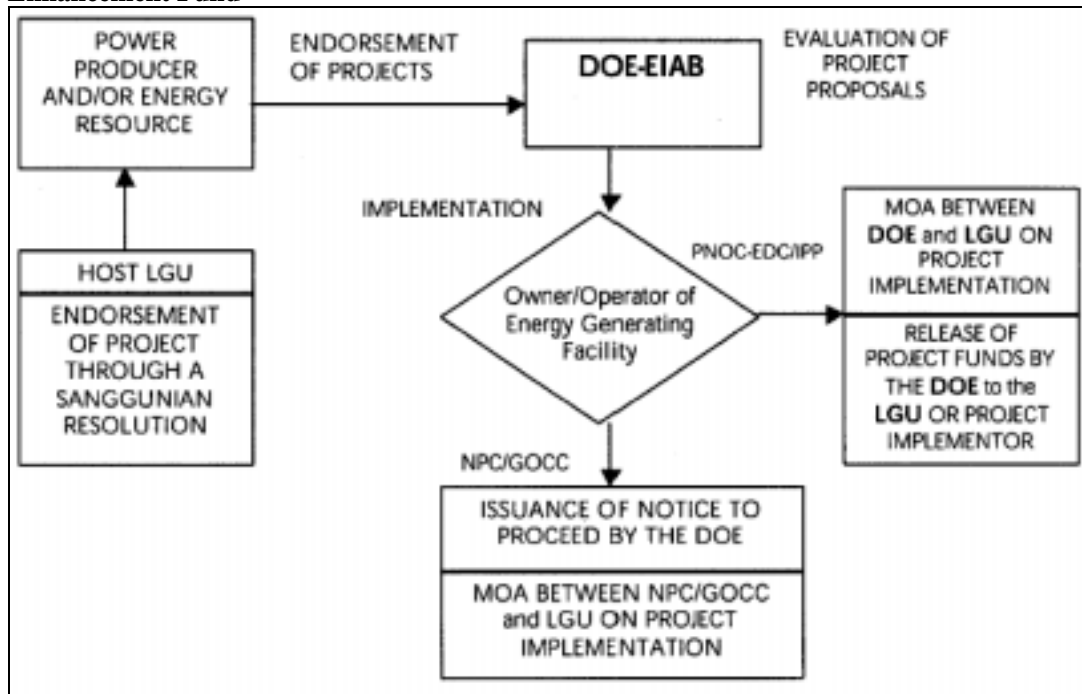 Enhancement Fund
POWER
PRODUCER
AND/OR ENERGY
RESOURCE
ENDORSEMENT
OF PROJECTS
DOE-EIAB
EVALUATION OF
PROJECT
PROPOSALS
HOST LGU
ENDORSEMENT
OF PROJECT
THROUGH A
SANGGUNIAN
RESOLUTION
IMPLEMENTATION
Owner/Operator of
Energy Generating
Facility
PNOC-EDC/IPP
MOA BETWEEN
DOE and LGU ON
PROJECT
IMPLEMENTATION
RELEASE OF
PROJECT FUNDS BY
THE DOE to the
LGU OR PROJECT
IMPLEMENTOR
NPC/GOCC
ISSUANCE OF NOTICE TO
PROCEED BY THE DOE
MOA BETWEEN NPC/GOCC
and LGU ON PROJECT
IMPLEMENTATION